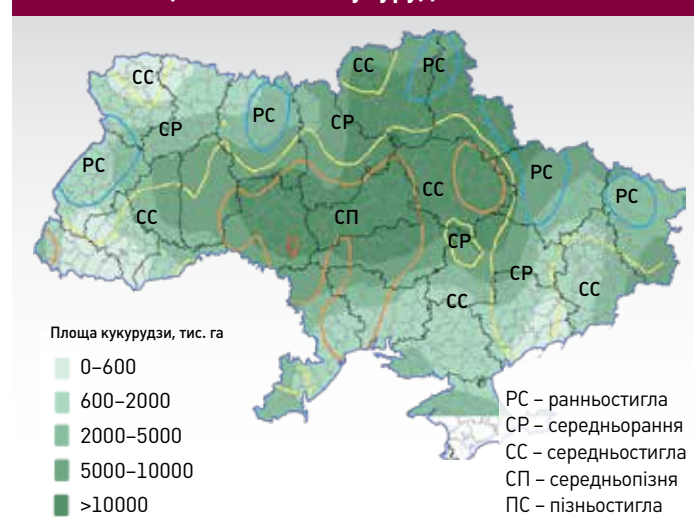 СС
РС
СС
РС
СР
СР
РС
РС
СС
РС
СС
СП
СР
СР
СС
СС
Площа кукурудзи, тис. га
0–600
600–2000
2000–5000
5000–10000
>10000
РС – ранньостигла
СР – середньорання
СС – середньостигла
СП – середньопізня
ПС – пізньостигла